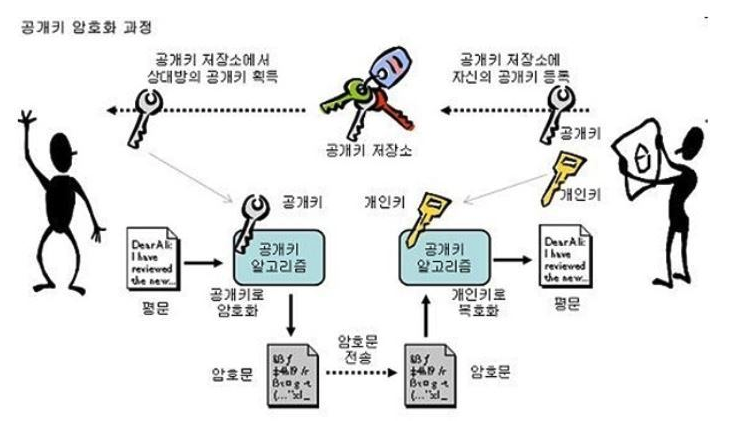 공개키 암호화 과정
공개키 저장소에서
상대방의 공개키 획득
공개키 저장소에
자신의 공개키 등록
공개키 저장소
공개키
개인키
공개키
개인키
Dear Ali:
I have
reviewed
the new...
평문
공개키
알고리즘
공개키로
암호화
공개키
알고리즘
개인키로
복호화
Dear Ali:
I have
reviewed
the new...
평문
암호문
암호문
전송
암호문